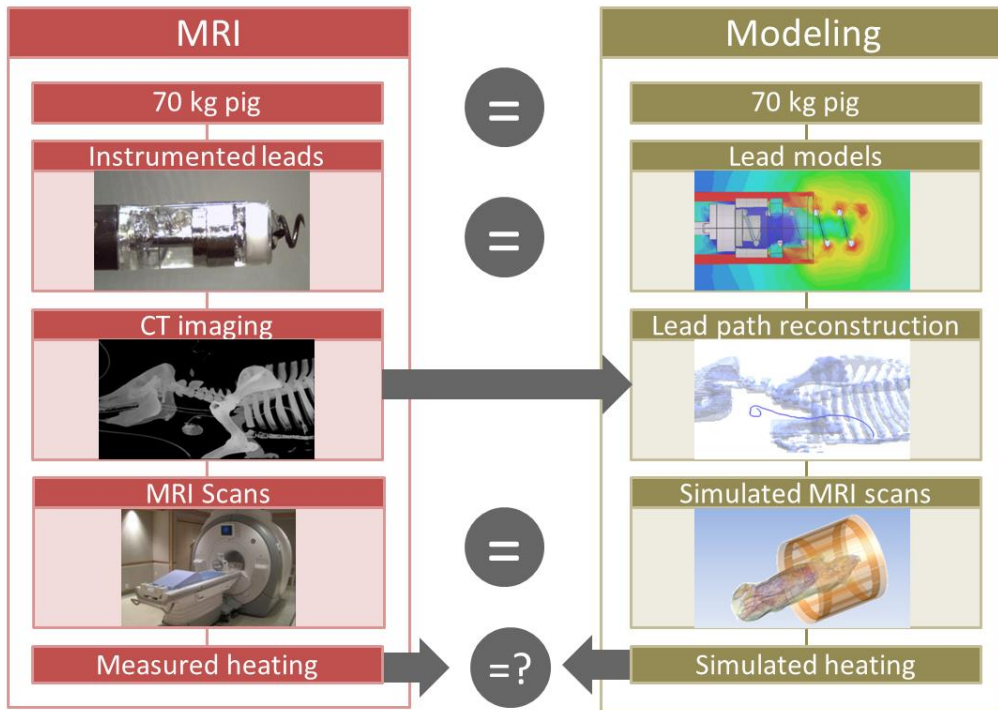 MRI
Modeling
70 kg pig
=
70 kg pig
Instrumented leads
=
Lead models
CT imaging
Lead path reconstruction
MRI Scans
=
Simulated MRI scans
Measured heating
=?
Simulated heating